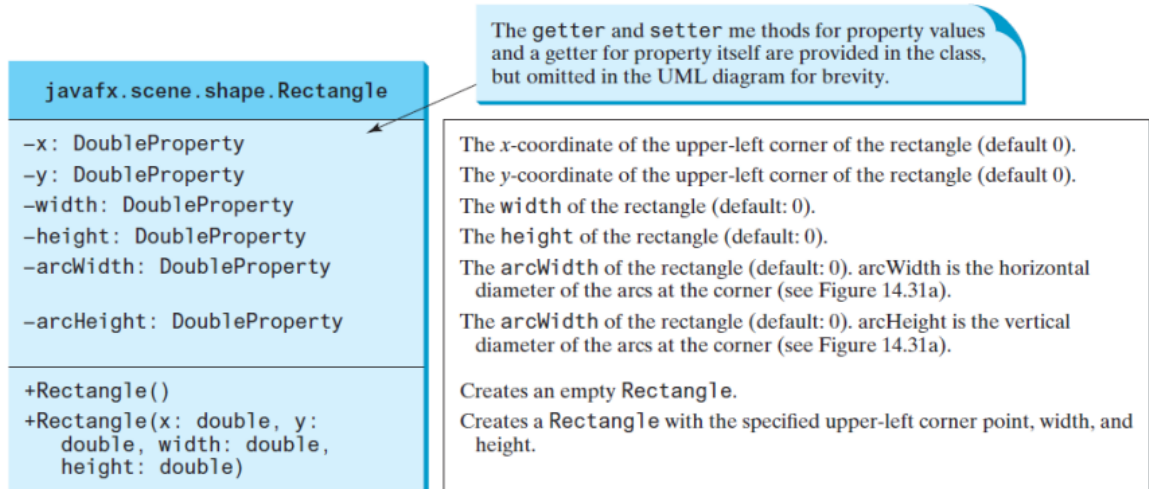 The getter and setter me thods for property values
and a getter for property itself are provided in the class,
but omitted in the UML diagram for brevity.
javafx.scene.shape.Rectangle
–x: DoubleProperty
The x-coordinate of the upper-left corner of the rectangle (default 0).
–y: DoubleProperty
The y-coordinate of the upper-left corner of the rectangle (default 0).
–width: DoubleProperty
The width of the rectangle (default: 0).
–height: DoubleProperty
The height of the rectangle (default: 0).
–arcWidth: DoubleProperty
The arcWidth of the rectangle (default: 0). arcWidth is the horizontal
diameter of the arcs at the corner (see Figure 14.31a).
–arcHeight: DoubleProperty
The arcWidth of the rectangle (default: 0). arcHeight is the vertical
diameter of the arcs at the corner (see Figure 14.31a).
+Rectangle()
Creates an empty Rectangle.
+Rectangle(x: double, y:
double, width: double,
height: double)
Creates a Rectangle with the specified upper-left corner point, width, and
height.